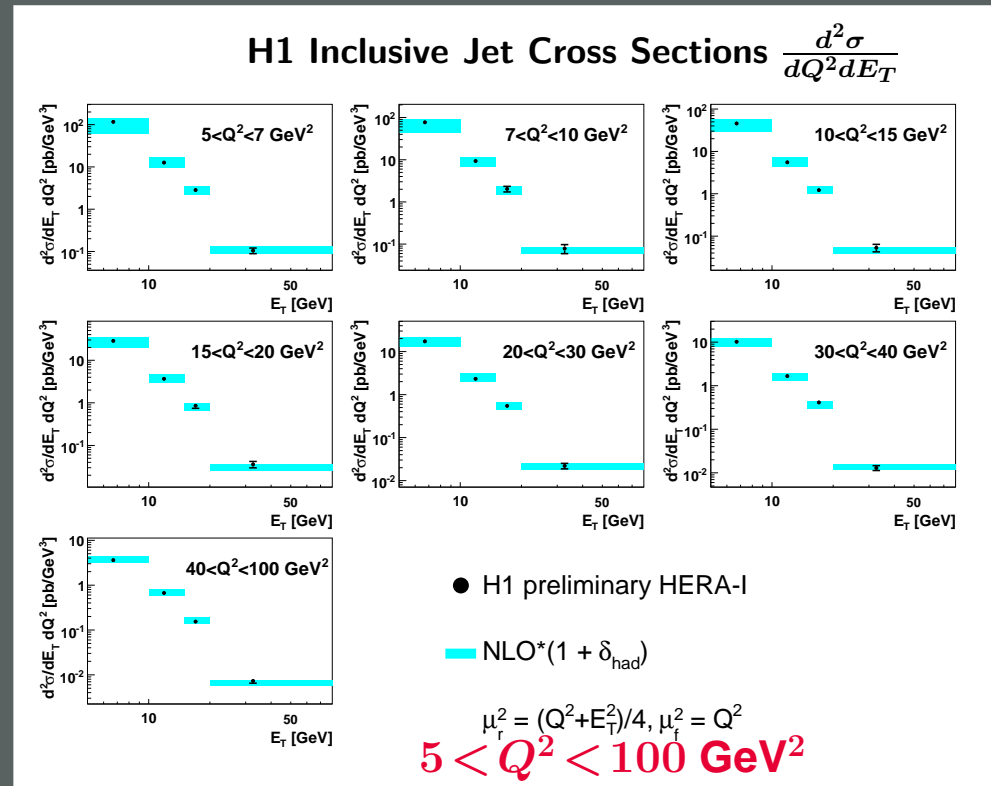 H1 Inclusive Jet Cross Sections d²σ/dQ²dE_T
d²σ/dE_T dQ² [pb/GeV³]
10² 10 1 10⁻¹
5<Q²<7 GeV²
10 50
E_T [GeV]
d²σ/dE_T dQ² [pb/GeV³]
10² 10 1 10⁻¹
7<Q²<10 GeV²
10 50
E_T [GeV]
d²σ/dE_T dQ² [pb/GeV³]
10² 10 1 10⁻¹
10<Q²<15 GeV²
10 50
E_T [GeV]
d²σ/dE_T dQ² [pb/GeV³]
10 1 10⁻¹
15<Q²<20 GeV²
10 50
E_T [GeV]
d²σ/dE_T dQ² [pb/GeV³]
10 1 10⁻¹ 10⁻²
20<Q²<30 GeV²
10 50
E_T [GeV]
d²σ/dE_T dQ² [pb/GeV³]
10 1 10⁻¹ 10⁻²
30<Q²<40 GeV²
10 50
E_T [GeV]
d²σ/dE_T dQ² [pb/GeV³]
10 1 10⁻¹ 10⁻²
40<Q²<100 GeV²
10 50
E_T [GeV]
H1 preliminary HERA-I
NLO*(1 + δ_had)
μ_r² = (Q²+E_T²)/4, μ_f² = Q²
5 < Q² < 100 GeV²